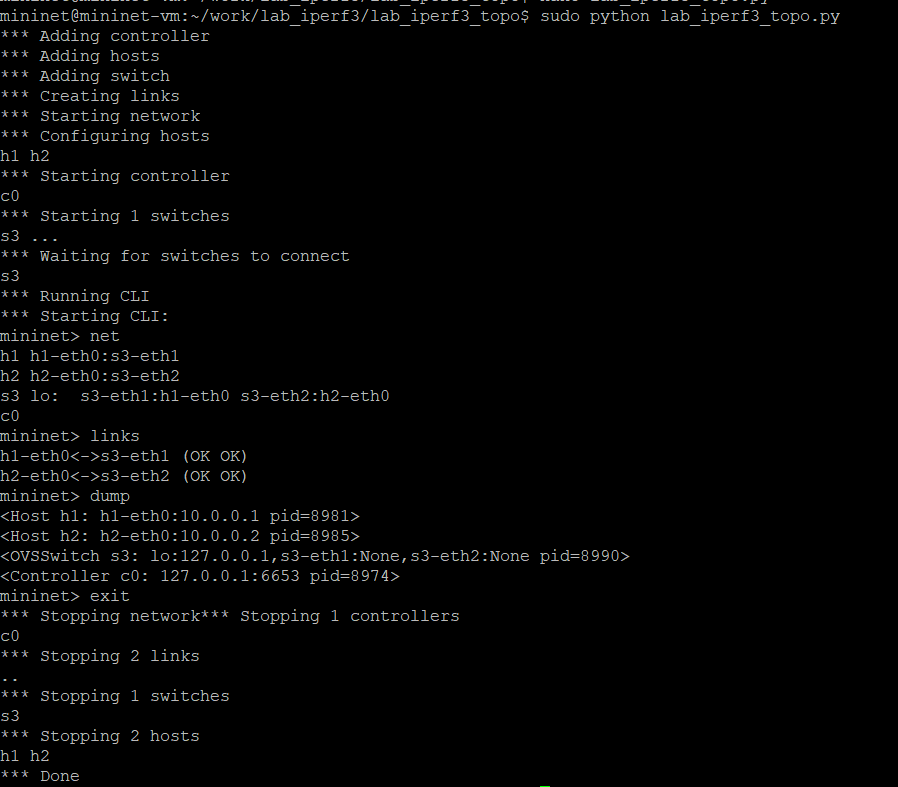 mininet@mininet-vm:~/work/lab_iperf3/lab_iperf3_topo$ sudo python lab_iperf3_topo.py
*** Adding controller
*** Adding hosts
*** Adding switch
*** Creating links
*** Starting network
*** Configuring hosts
h1 h2
*** Starting controller
c0
*** Starting 1 switches
s3 ...
*** Waiting for switches to connect
s3
*** Running CLI
*** Starting CLI:
mininet> net
h1 h1-eth0:s3-eth1
h2 h2-eth0:s3-eth2
s3 lo:  s3-eth1:h1-eth0 s3-eth2:h2-eth0
c0
mininet> links
h1-eth0<->s3-eth1 (OK OK)
h2-eth0<->s3-eth2 (OK OK)
mininet> dump
<Host h1: h1-eth0:10.0.0.1 pid=8981>
<Host h2: h2-eth0:10.0.0.2 pid=8985>
<OVSSwitch s3: lo:127.0.0.1,s3-eth1:None,s3-eth2:None pid=8990>
<Controller c0: 127.0.0.1:6653 pid=8974>
mininet> exit
*** Stopping network*** Stopping 1 controllers
c0
*** Stopping 2 links
..
*** Stopping 1 switches
s3
*** Stopping 2 hosts
h1 h2
*** Done